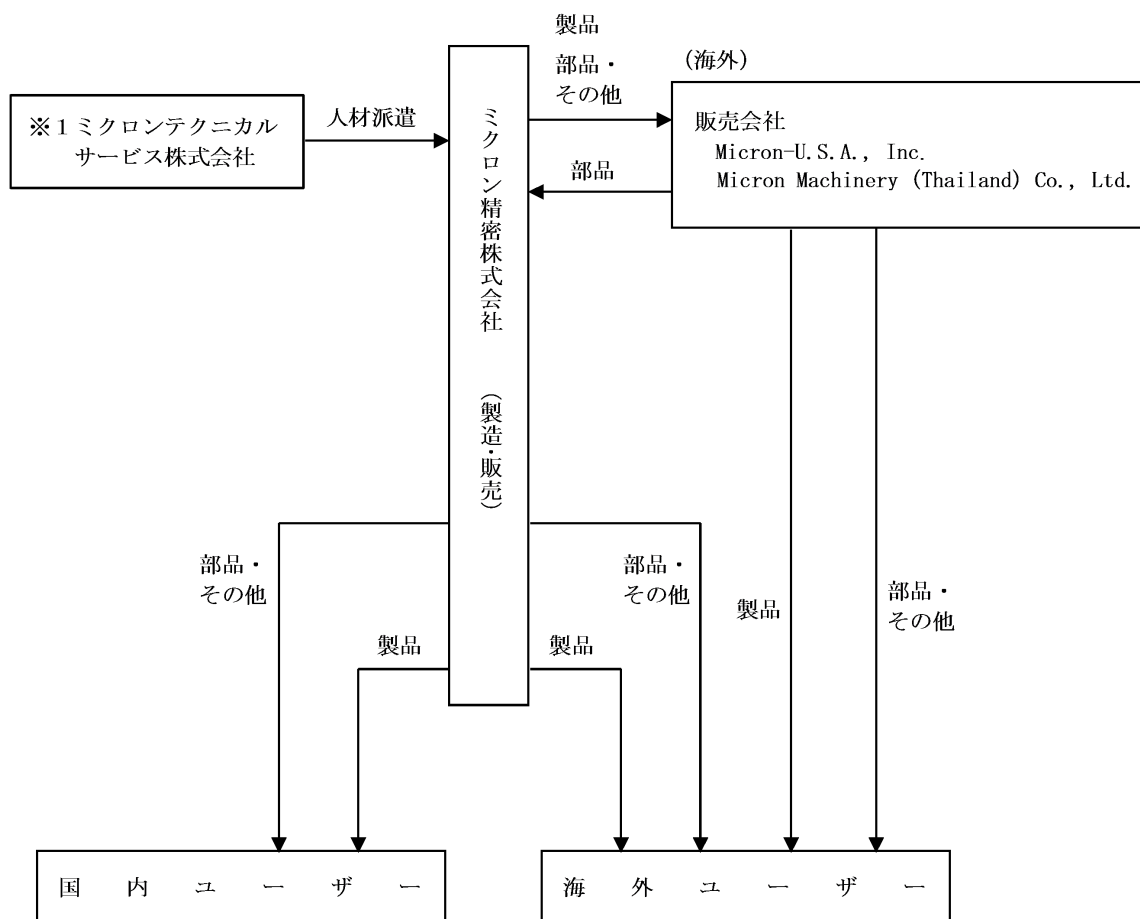 製品
部品・
その他
(海外)
※1ミクロンテクニカル
サービス株式会社
人材派遣
ミクロン精密株式会社 (製造・販売)
部品
販売会社
Micron-U.S.A., Inc.
Micron Machinery (Thailand) Co., Ltd.
部品・
その他
製品
部品・
その他
製品
製品
部品・
その他
国内ユーザー
海外ユーザー